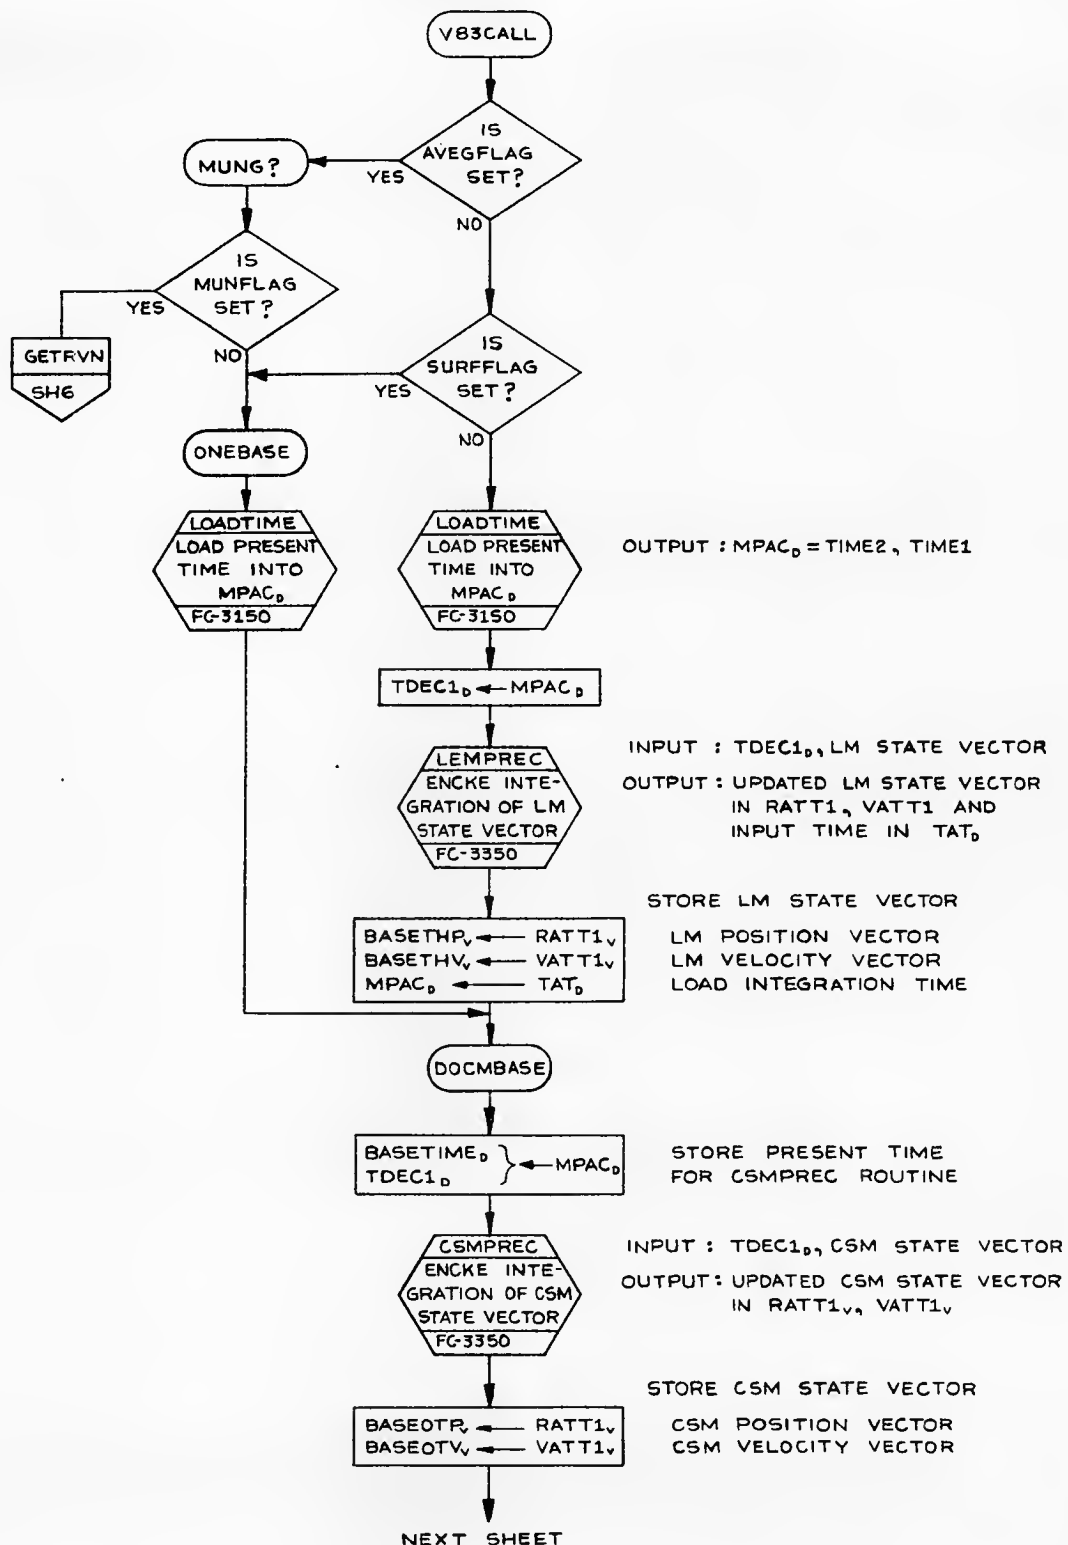 V83CALL
IS
AVEGFLAG
SET?
YES
NO
MUNG?
IS
MUNFLAG
SET?
YES
NO
GETRVN
SH6
IS
SURFFLAG
SET?
YES
NO
ONEBASE
LOADTIME
LOAD PRESENT
TIME INTO
MPAC_D
FC-3150
LOADTIME
LOAD PRESENT
TIME INTO
MPAC_D
FC-3150
OUTPUT : MPAC_D = TIME2, TIME1
TDEC1_D ← MPAC_D
LEMPREC
ENCKE INTE-
GRATION OF LM
STATE VECTOR
FC-3350
INPUT : TDEC1_D, LM STATE VECTOR
OUTPUT : UPDATED LM STATE VECTOR
IN RATT1, VATT1 AND
INPUT TIME IN TAT_D
STORE LM STATE VECTOR
BASETHP_V ← RATT1_V LM POSITION VECTOR
BASETHV_V ← VATT1_V LM VELOCITY VECTOR
MPAC_D ← TAT_D LOAD INTEGRATION TIME
DOCMBASE
BASETIME_D
TDEC1_D } ← MPAC_D
STORE PRESENT TIME
FOR CSMPREC ROUTINE
CSMPREC
ENCKE INTE-
GRATION OF CSM
STATE VECTOR
FC-3350
INPUT : TDEC1_D, CSM STATE VECTOR
OUTPUT : UPDATED CSM STATE VECTOR
IN RATT1_V, VATT1_V
STORE CSM STATE VECTOR
BASEOTP_V ← RATT1_V CSM POSITION VECTOR
BASEOTV_V ← VATT1_V CSM VELOCITY VECTOR
NEXT SHEET